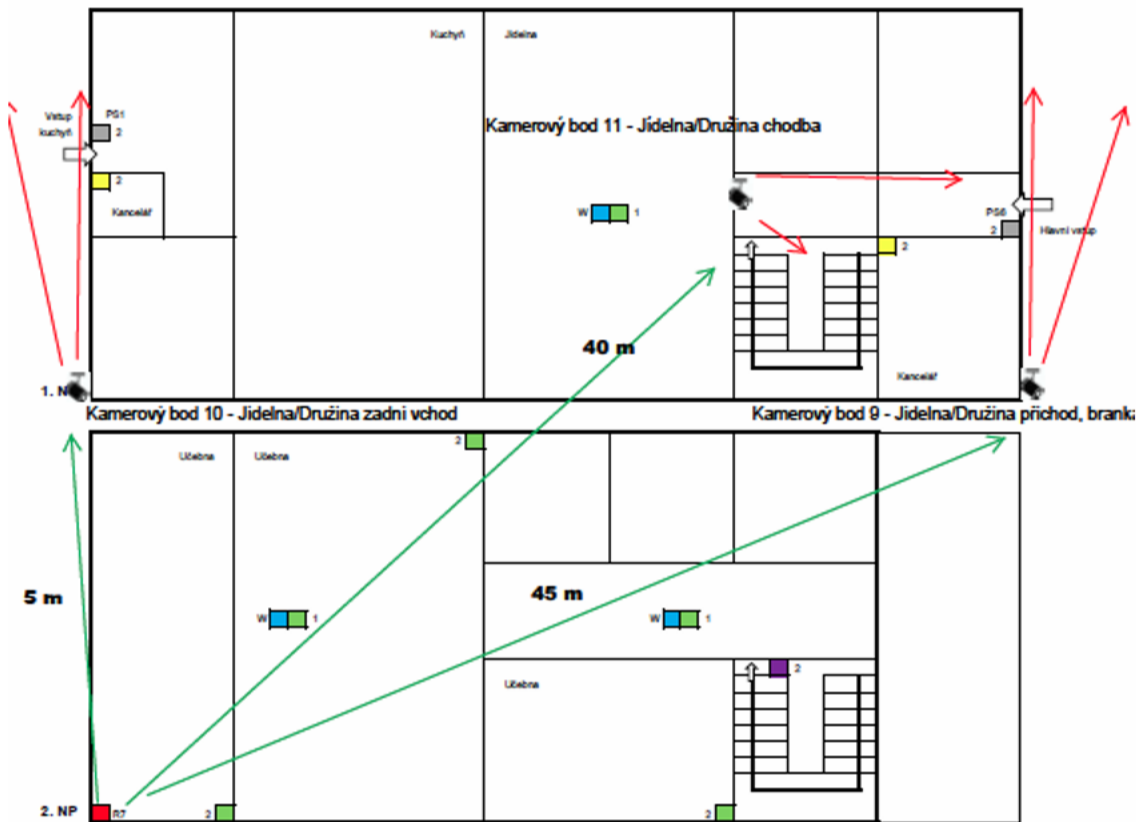 Kuchyň
Jídelna
Vstup
kuchyň
PS1
2
Kamerový bod 11 - Jídelna/Družina chodba
2
Kancelář
W
1
PS6
2
Hlavní vstup
2
40 m
Kancelář
1. N
Kamerový bod 10 - Jídelna/Družina zadni vchod
Kamerový bod 9 - Jídelna/Družina přichod, branka
2
Učebna
Učebna
5 m
45 m
W
1
W
1
Učebna
2
2. NP
R7
2
2